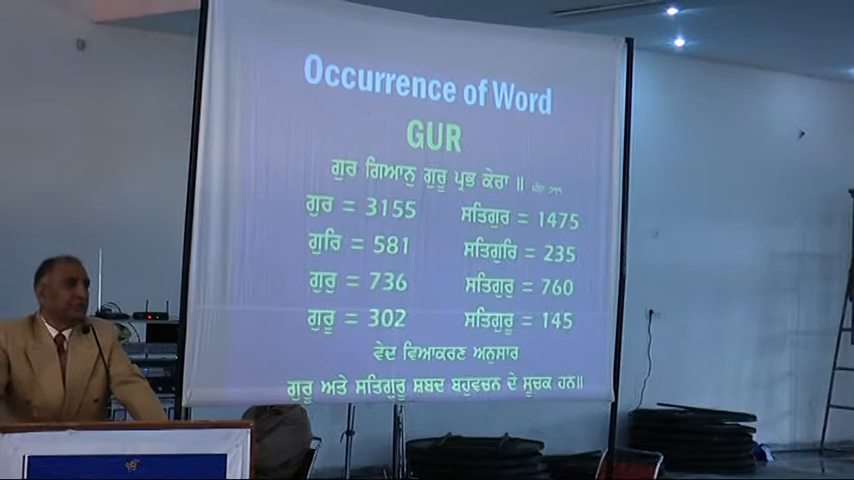 Occurrence of Word
GUR
ਗੁਰ ਗਿਆਨੁ ਗੁਰੂ ਪ੍ਰਭ ਕੇਰਾ ॥
ਗੁਰ = 3155 ਸਤਿਗੁਰ = 1475
ਗੁਰਿ = 581 ਸਤਿਗੁਰਿ = 235
ਗੁਰੁ = 736 ਸਤਿਗੁਰੁ = 760
ਗੁਰੂ = 302 ਸਤਿਗੁਰੂ = 145
ਵੇਦ ਵਿਆਕਰਣ ਅਨੁਸਾਰ
ਗੁਰੂ ਅਤੇ ਸਤਿਗੁਰੂ ਸ਼ਬਦ ਬਹੁਵਚਨ ਦੇ ਸੂਚਕ ਹਨ॥
ੴ